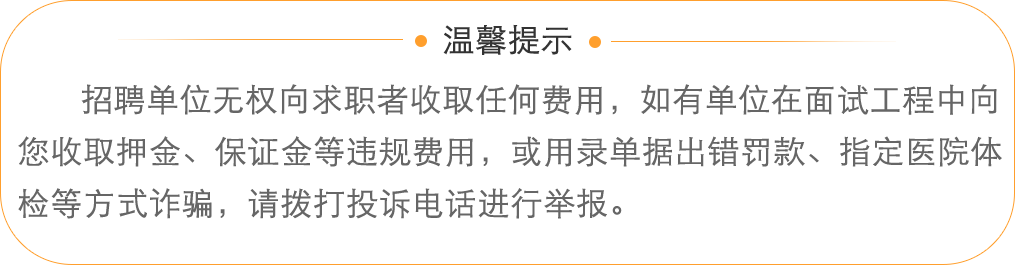 温馨提示
招聘单位无权向求职者收取任何费用，如有单位在面试工程中向
您收取押金、保证金等违规费用，或用录单据出错罚款、指定医院体
检等方式诈骗，请拨打投诉电话进行举报。